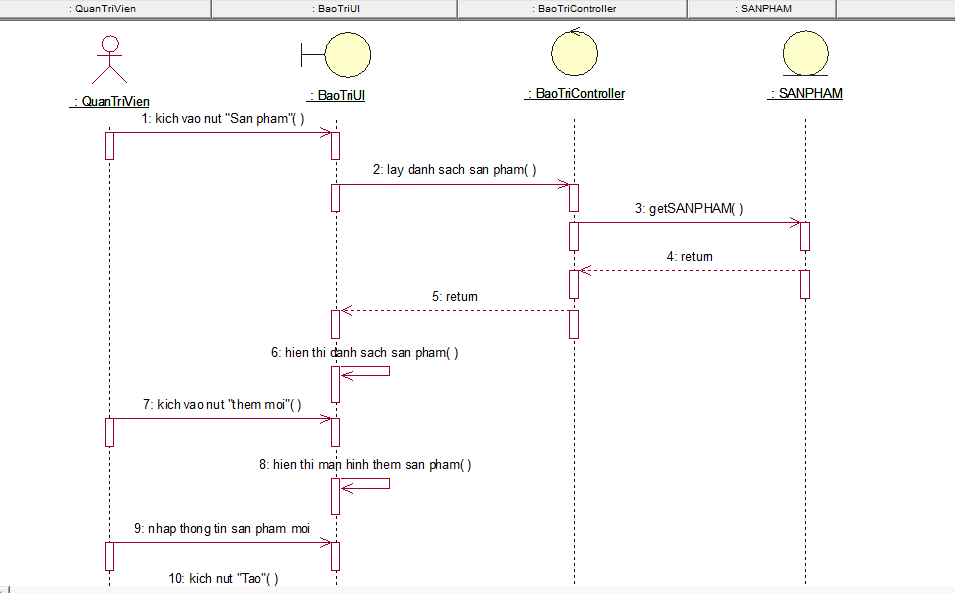 : QuanTriVien
: BaoTriUI
: BaoTriController
: SANPHAM
: QuanTriVien
: BaoTriUI
: BaoTriController
: SANPHAM
1: kich vao nut "San pham"( )
2: lay danh sach san pham( )
3: getSANPHAM( )
4: return
5: return
6: hien thi danh sach san pham( )
7: kich vao nut "them moi"( )
8: hien thi man hinh them san pham( )
9: nhap thong tin san pham moi
10: kich nut "Tao"( )